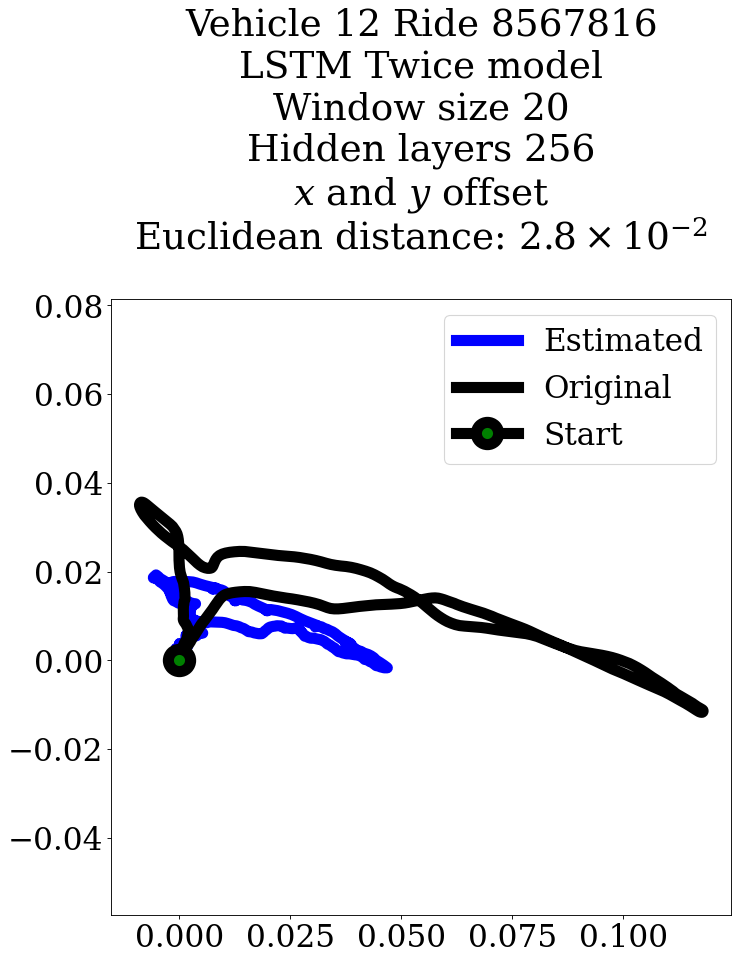 Vehicle 12 Ride 8567816
LSTM Twice model
Window size 20
Hidden layers 256
x and y offset
Euclidean distance: 2.8 × 10⁻²
0.08
0.06
0.04
0.02
0.00
−0.02
−0.04
Estimated
Original
Start
0.000 0.025 0.050 0.075 0.100